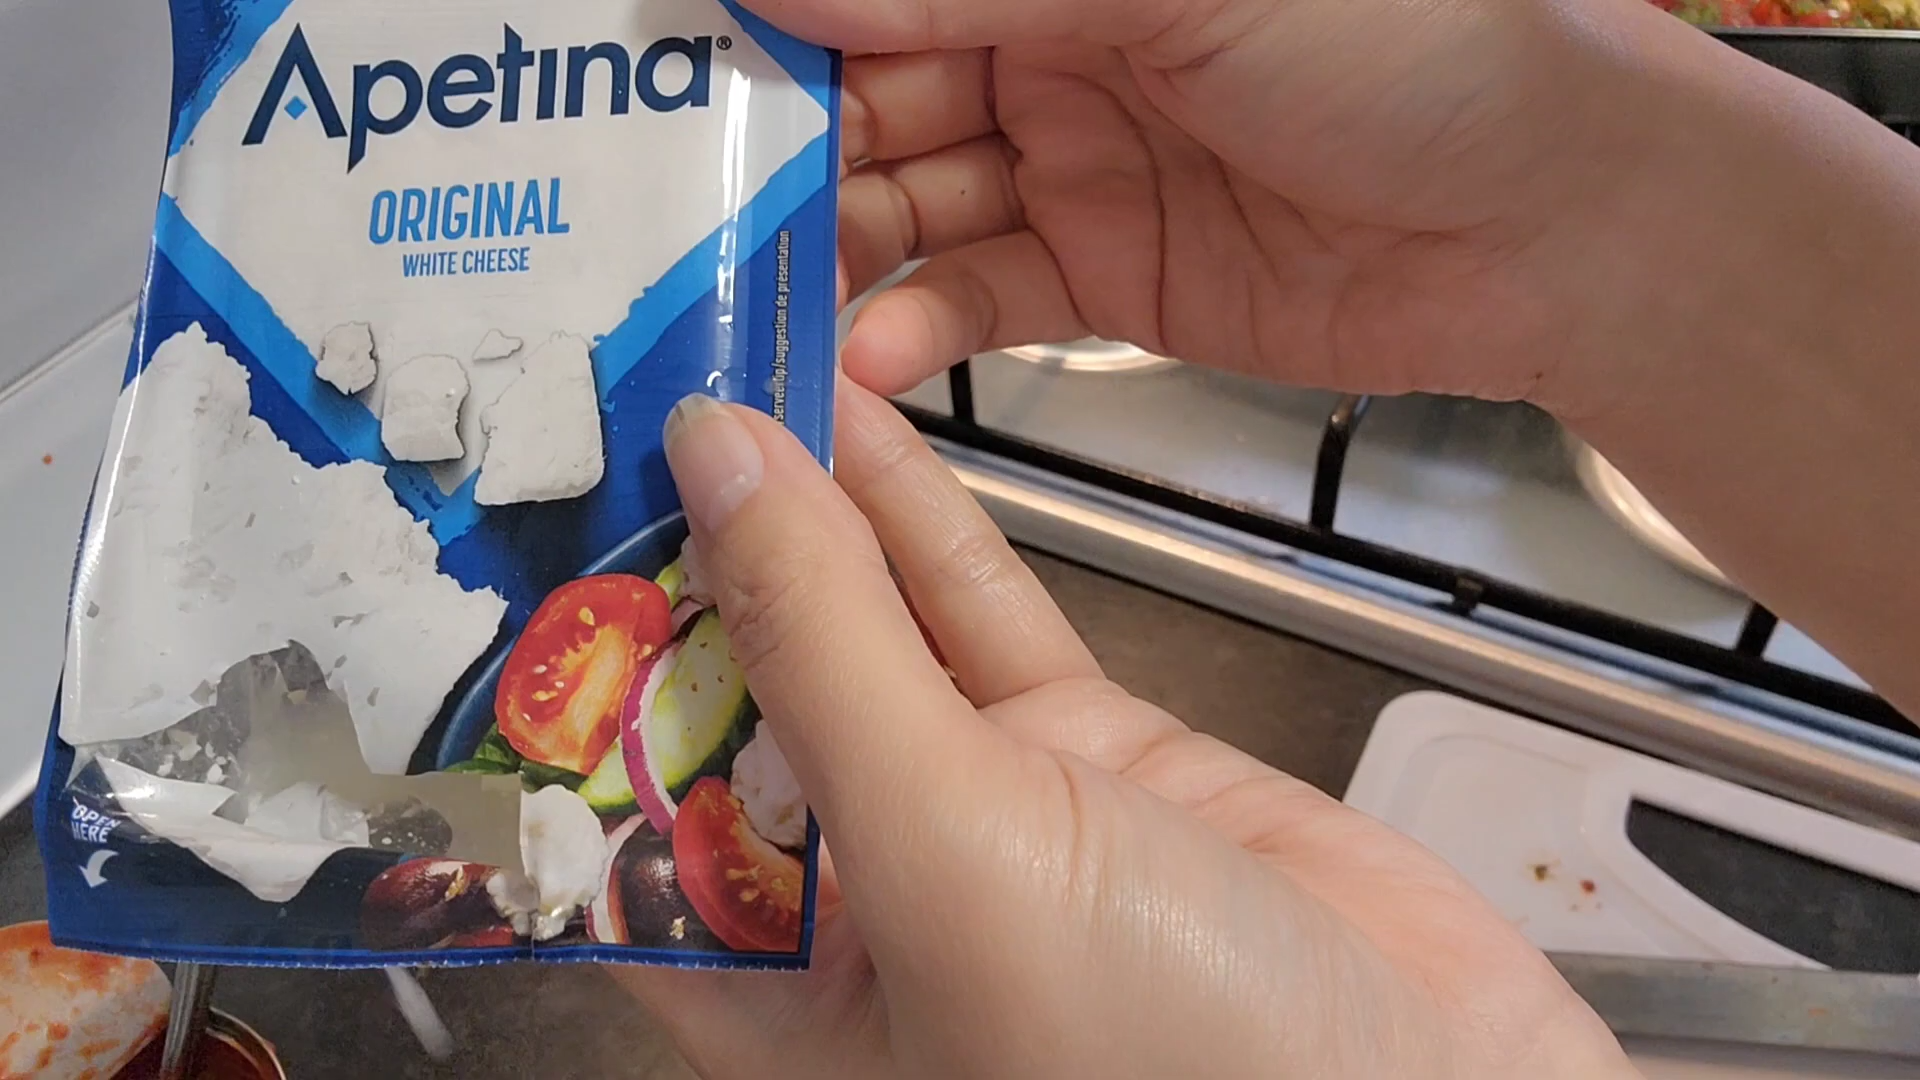 Apetina®
ORIGINAL
WHITE CHEESE
serveertip/suggestion de présentation
OPEN
HERE